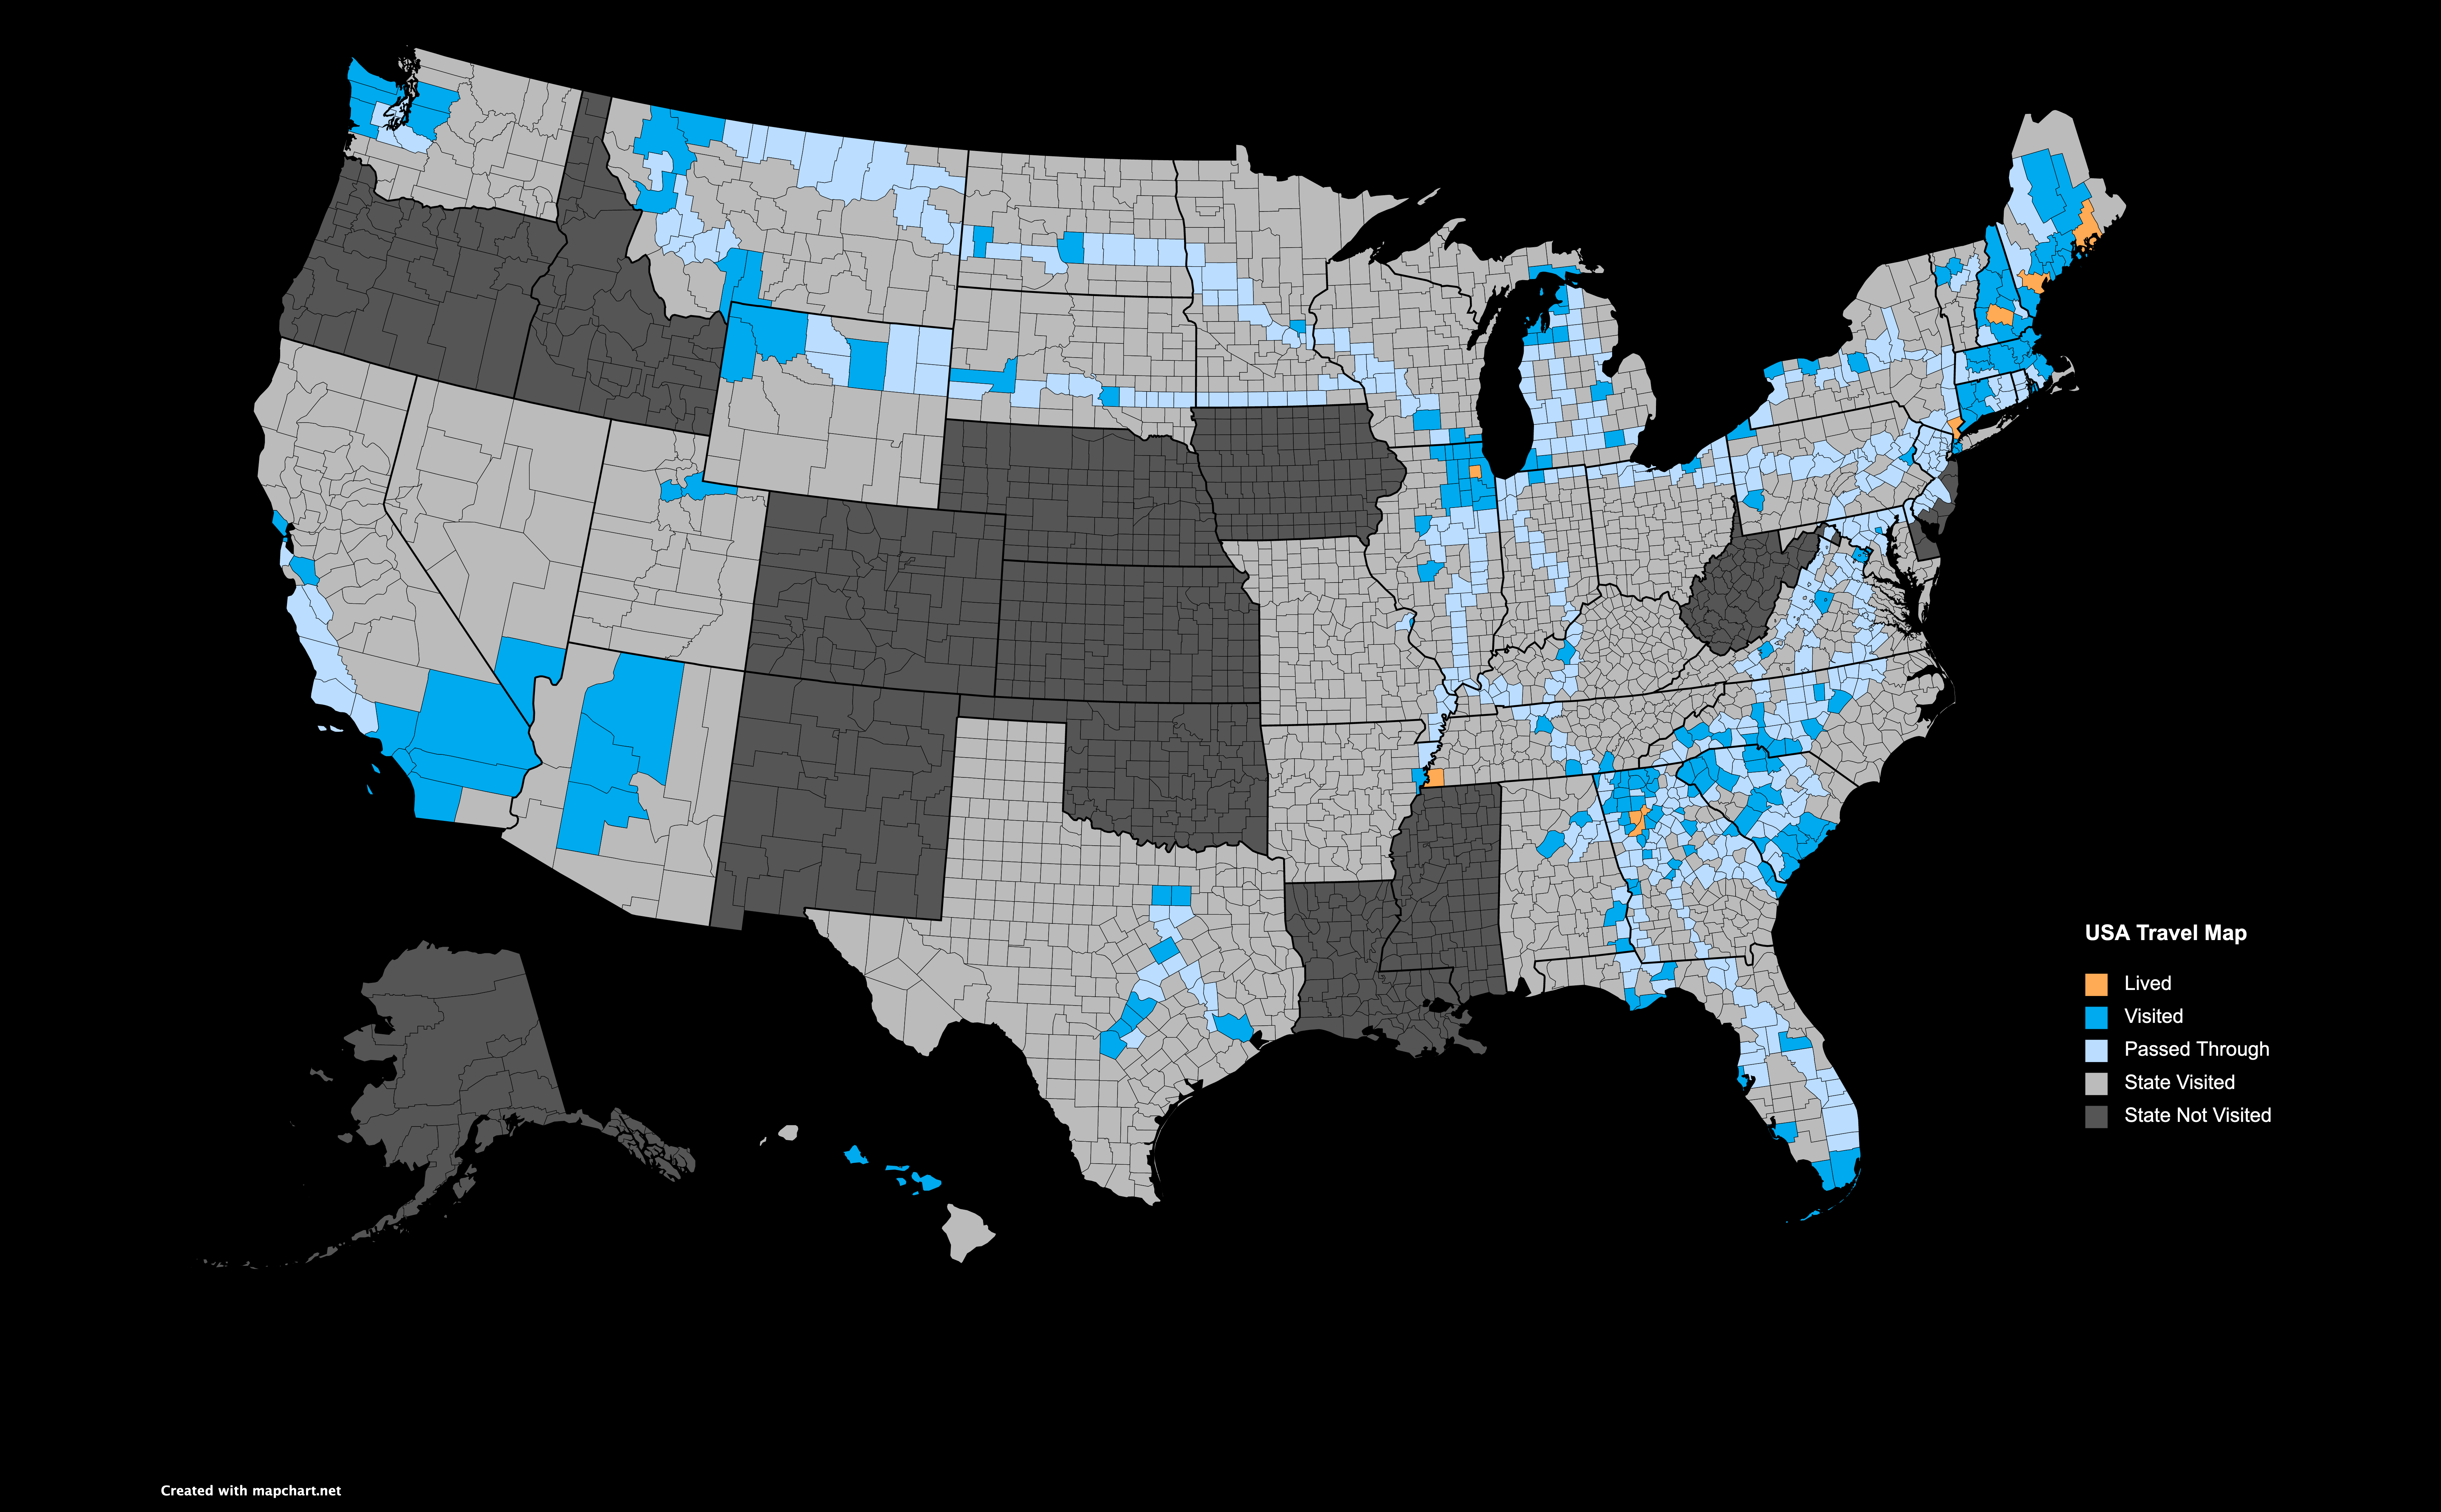 USA Travel Map
Lived
Visited
Passed Through
State Visited
State Not Visited
Created with mapchart.net